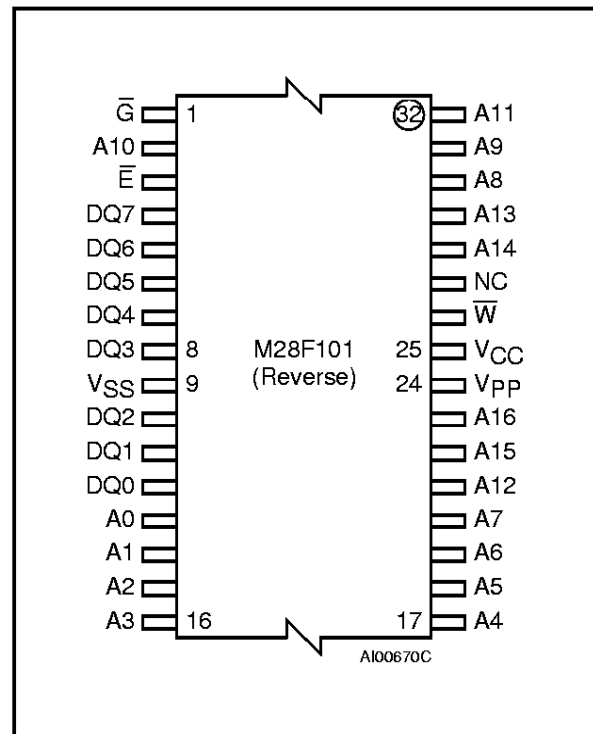 G̅ 1 32 A11
A10 A9
E̅ A8
DQ7 A13
DQ6 A14
DQ5 NC
DQ4 W̅
DQ3 8 M28F101 25 VCC
VSS 9 (Reverse) 24 VPP
DQ2 A16
DQ1 A15
DQ0 A12
A0 A7
A1 A6
A2 A5
A3 16 17 A4
AI00670C